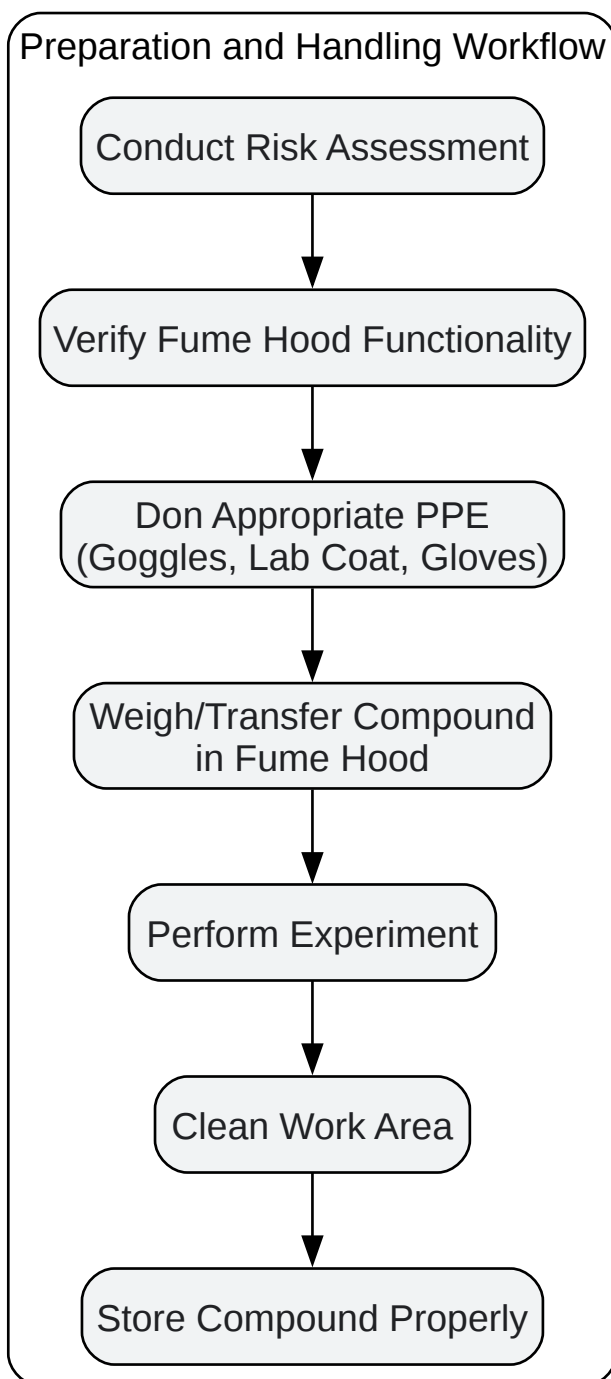 Preparation and Handling Workflow
Conduct Risk Assessment
Verify Fume Hood Functionality
Don Appropriate PPE
(Goggles, Lab Coat, Gloves)
Weigh/Transfer Compound
in Fume Hood
Perform Experiment
Clean Work Area
Store Compound Properly